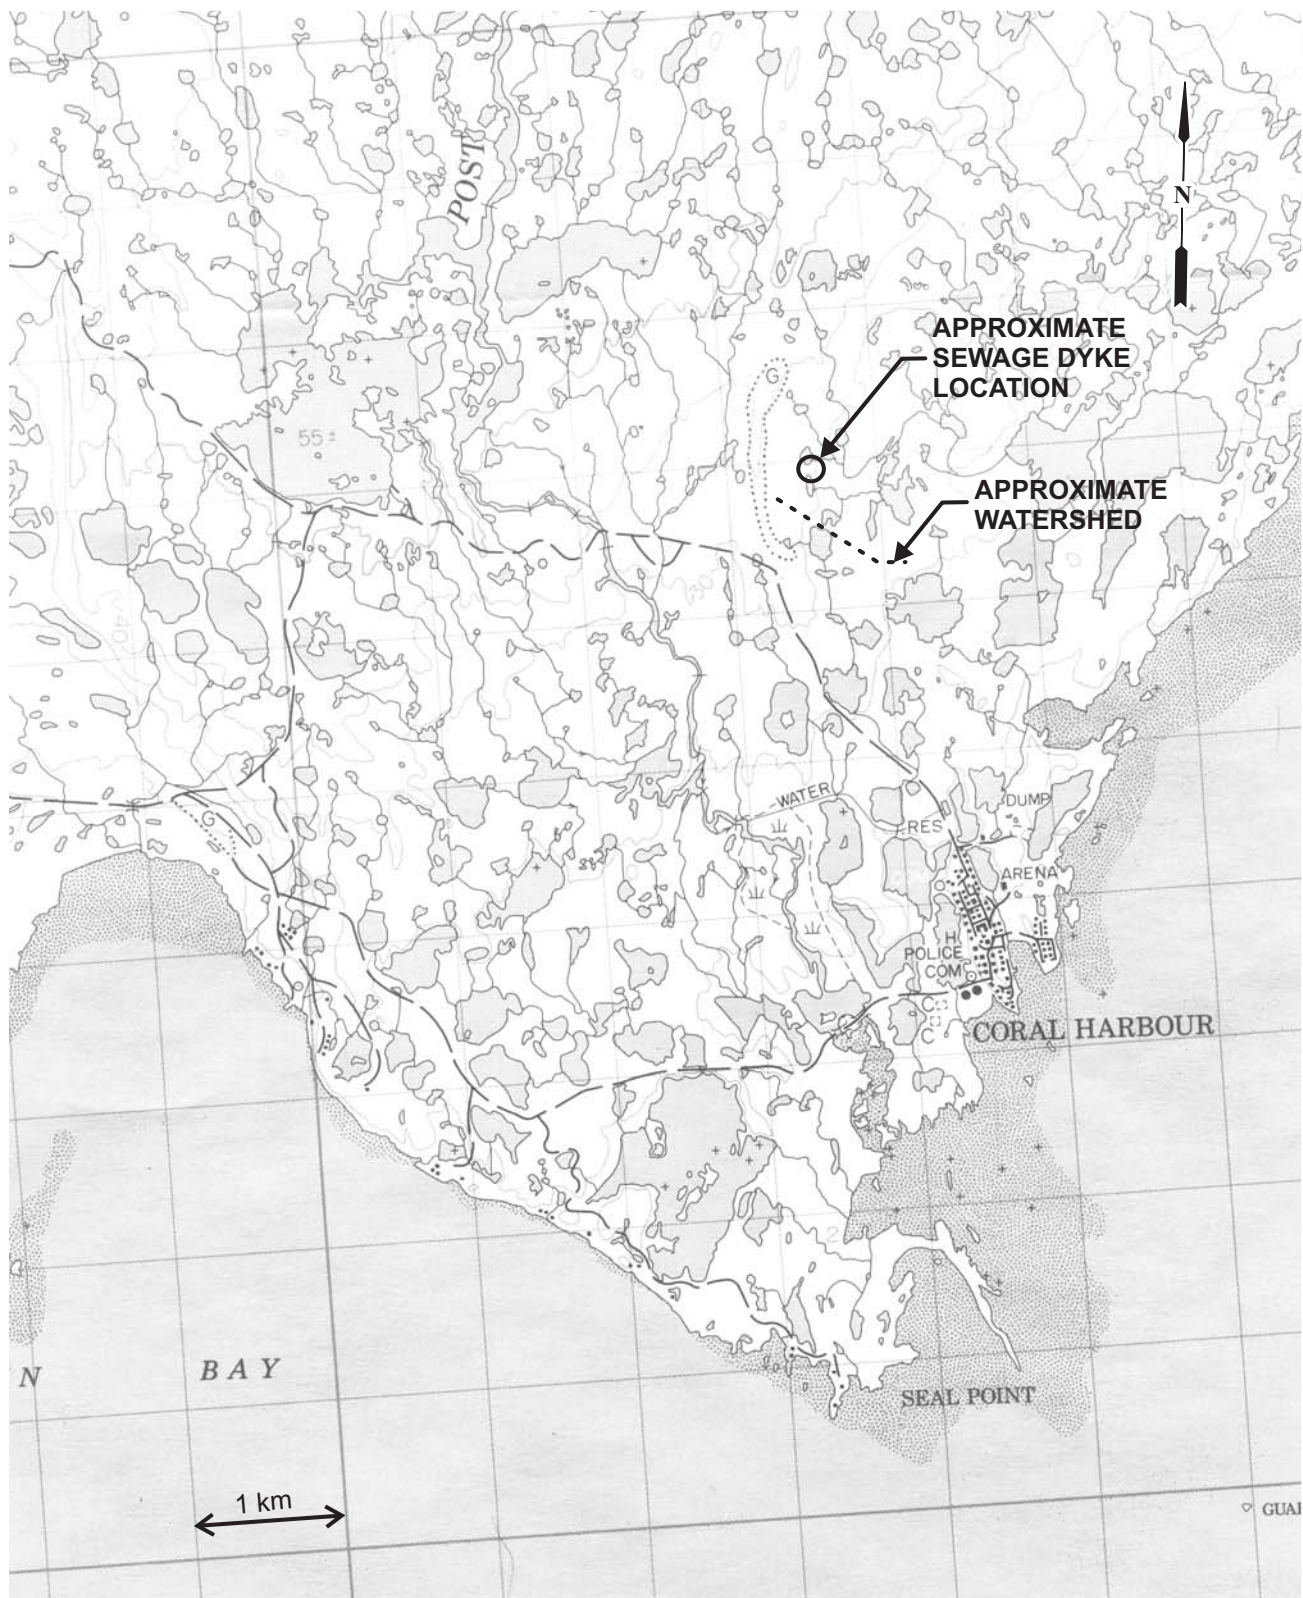 POST
N
APPROXIMATE
SEWAGE DYKE
LOCATION
G
55±
APPROXIMATE
WATERSHED
WATER
DUMP
RES
G
ARENA
H
POLICE
COM
C
C
CORAL HARBOUR
2
N BAY
SEAL POINT
1 km